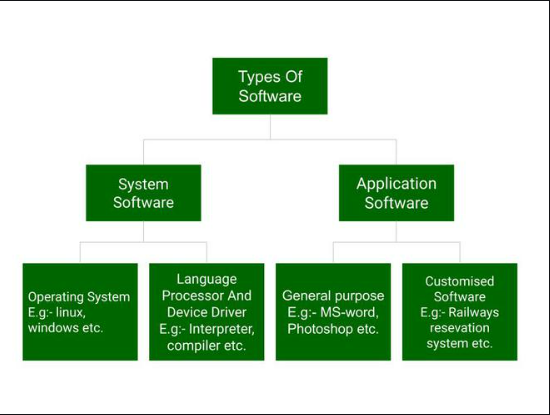 Types Of
Software
System
Software
Application
Software
Operating System
E.g:- linux,
windows etc.
Language
Processor And
Device Driver
E.g:- Interpreter,
compiler etc.
General purpose
E.g:- MS-word,
Photoshop etc.
Customised
Software
E.g:- Railways
resevation
system etc.